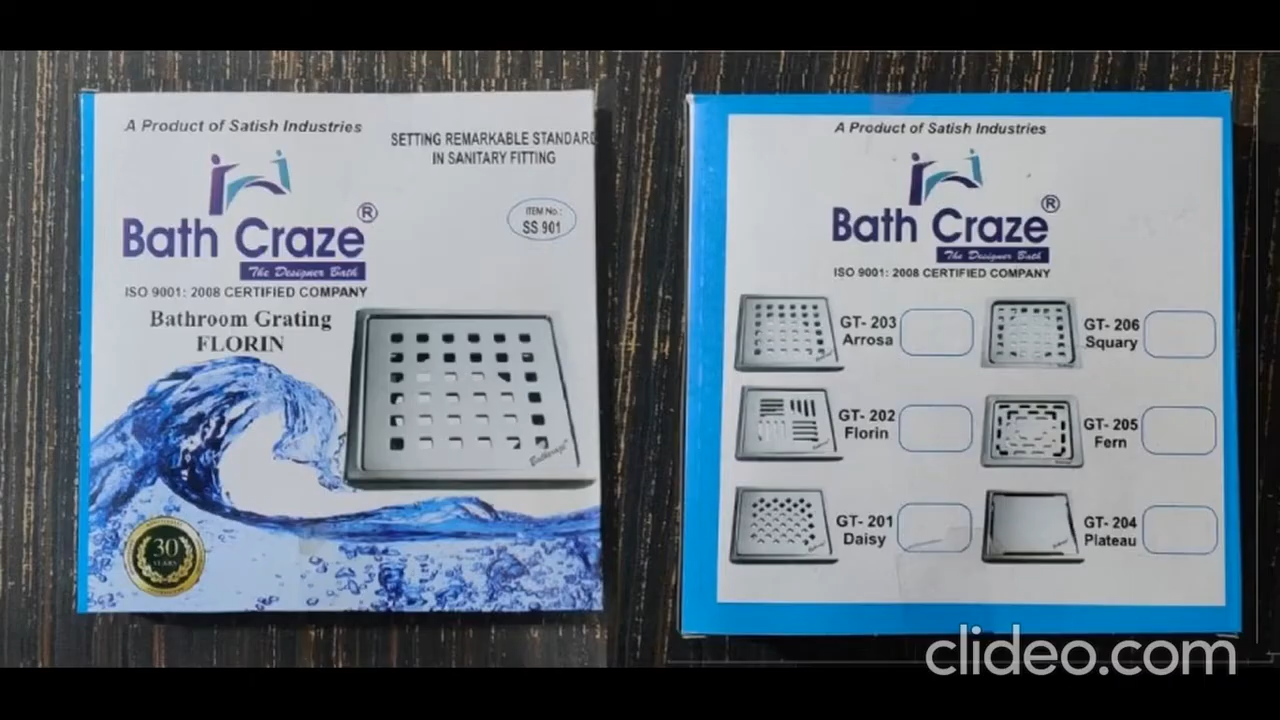 A Product of Satish Industries
SETTING REMARKABLE STANDARD
IN SANITARY FITTING
ITEM No.:
SS 901
Bath Craze®
The Designer Bath
ISO 9001: 2008 CERTIFIED COMPANY
Bathroom Grating
FLORIN
30
YEARS
A Product of Satish Industries
Bath Craze®
The Designer Bath
ISO 9001: 2008 CERTIFIED COMPANY
GT- 203
Arrosa
GT- 206
Squary
GT- 202
Florin
GT- 205
Fern
GT- 201
Daisy
GT- 204
Plateau
clideo.com